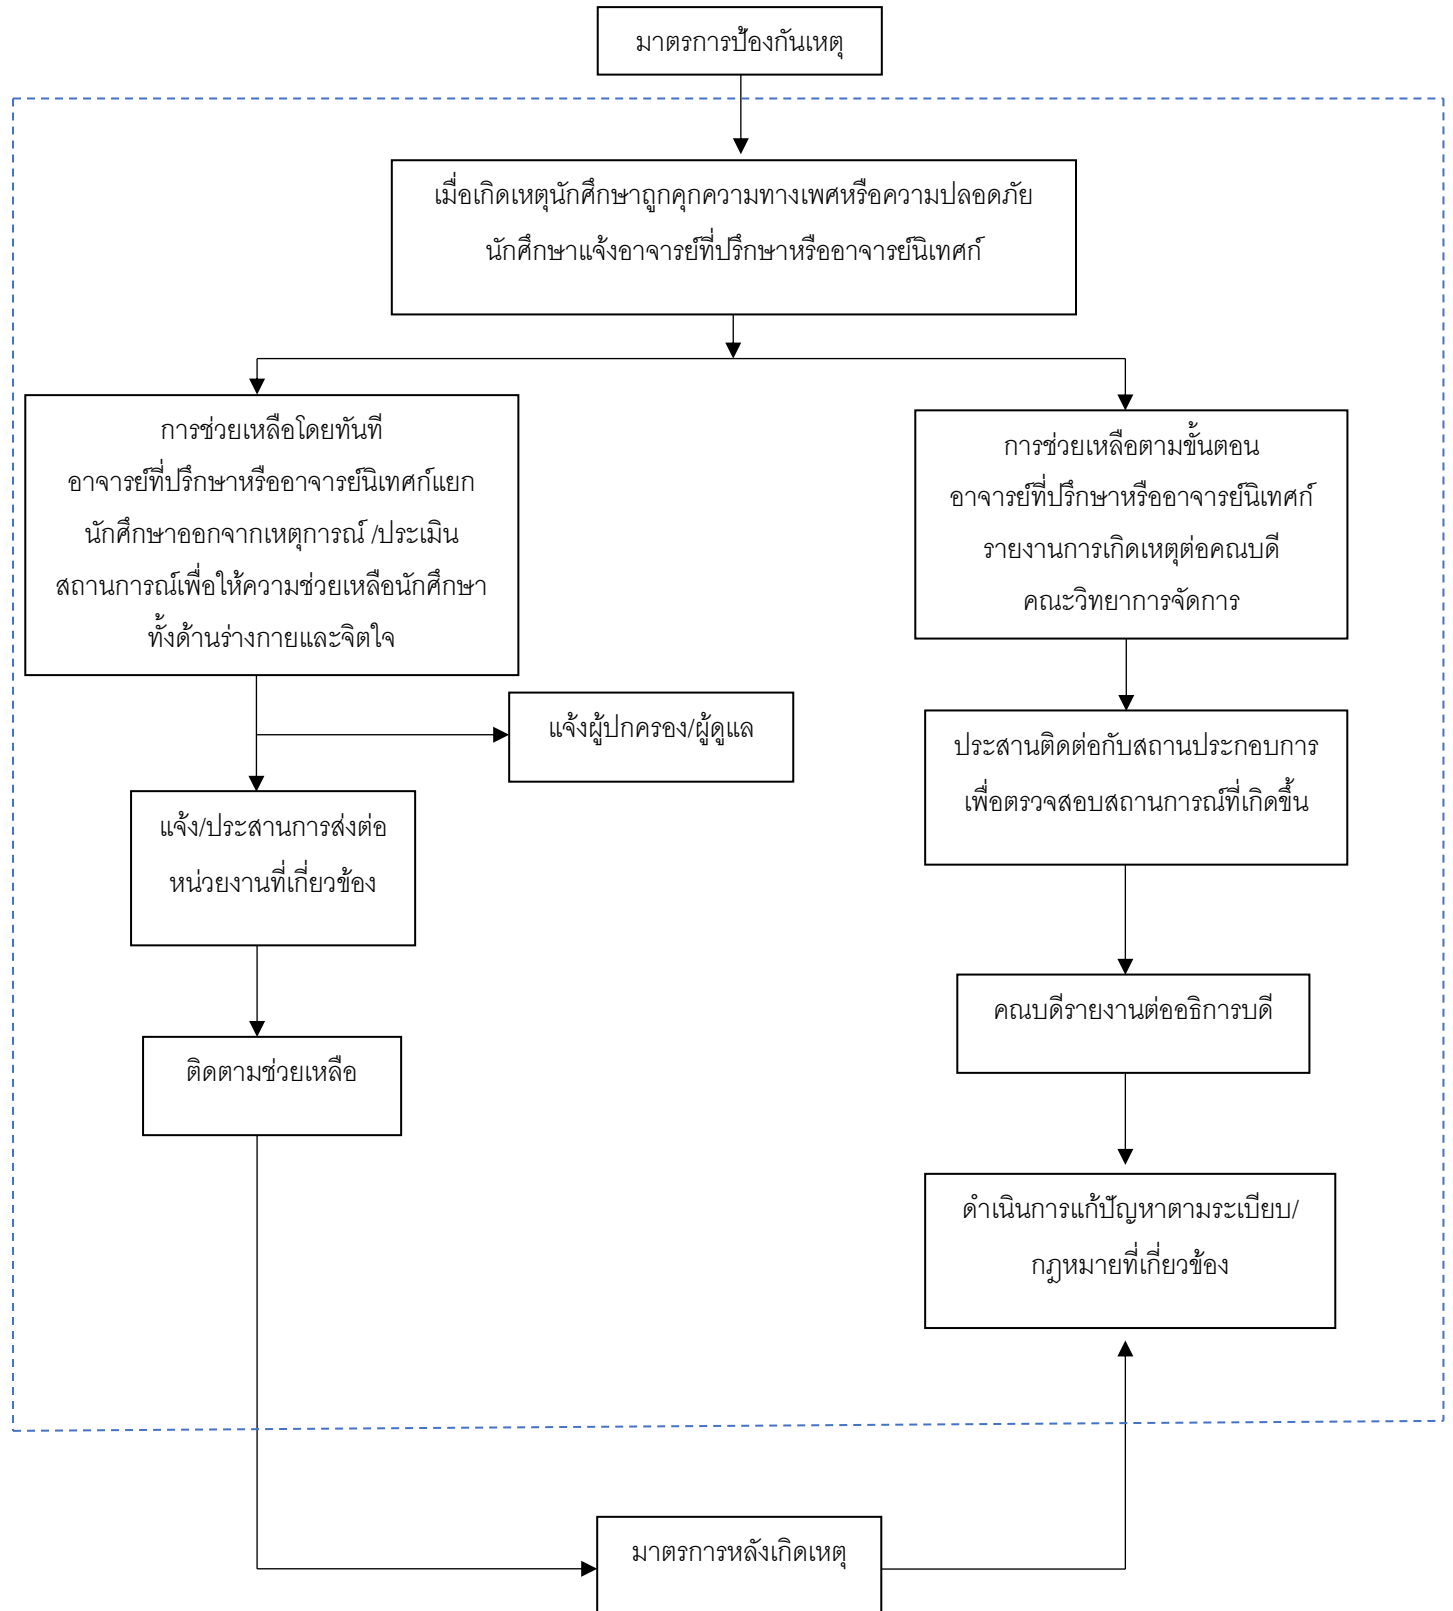 มาตรการป้องกันเหตุ
เมื่อเกิดเหตุนักศึกษาถูกคุกความทางเพศหรือความปลอดภัย
นักศึกษาแจ้งอาจารย์ที่ปรึกษาหรืออาจารย์นิเทศก์
การช่วยเหลือโดยทันที
อาจารย์ที่ปรึกษาหรืออาจารย์นิเทศก์แยก
นักศึกษาออกจากเหตุการณ์ /ประเมิน
สถานการณ์เพื่อให้ความช่วยเหลือนักศึกษา
ทั้งด้านร่างกายและจิตใจ
การช่วยเหลือตามขั้นตอน
อาจารย์ที่ปรึกษาหรืออาจารย์นิเทศก์
รายงานการเกิดเหตุต่อคณบดี
คณะวิทยาการจัดการ
แจ้งผู้ปกครอง/ผู้ดูแล
ประสานติดต่อกับสถานประกอบการ
เพื่อตรวจสอบสถานการณ์ที่เกิดขึ้น
แจ้ง/ประสานการส่งต่อ
หน่วยงานที่เกี่ยวข้อง
คณบดีรายงานต่ออธิการบดี
ติดตามช่วยเหลือ
ดำเนินการแก้ปัญหาตามระเบียบ/
กฎหมายที่เกี่ยวข้อง
มาตรการหลังเกิดเหตุ